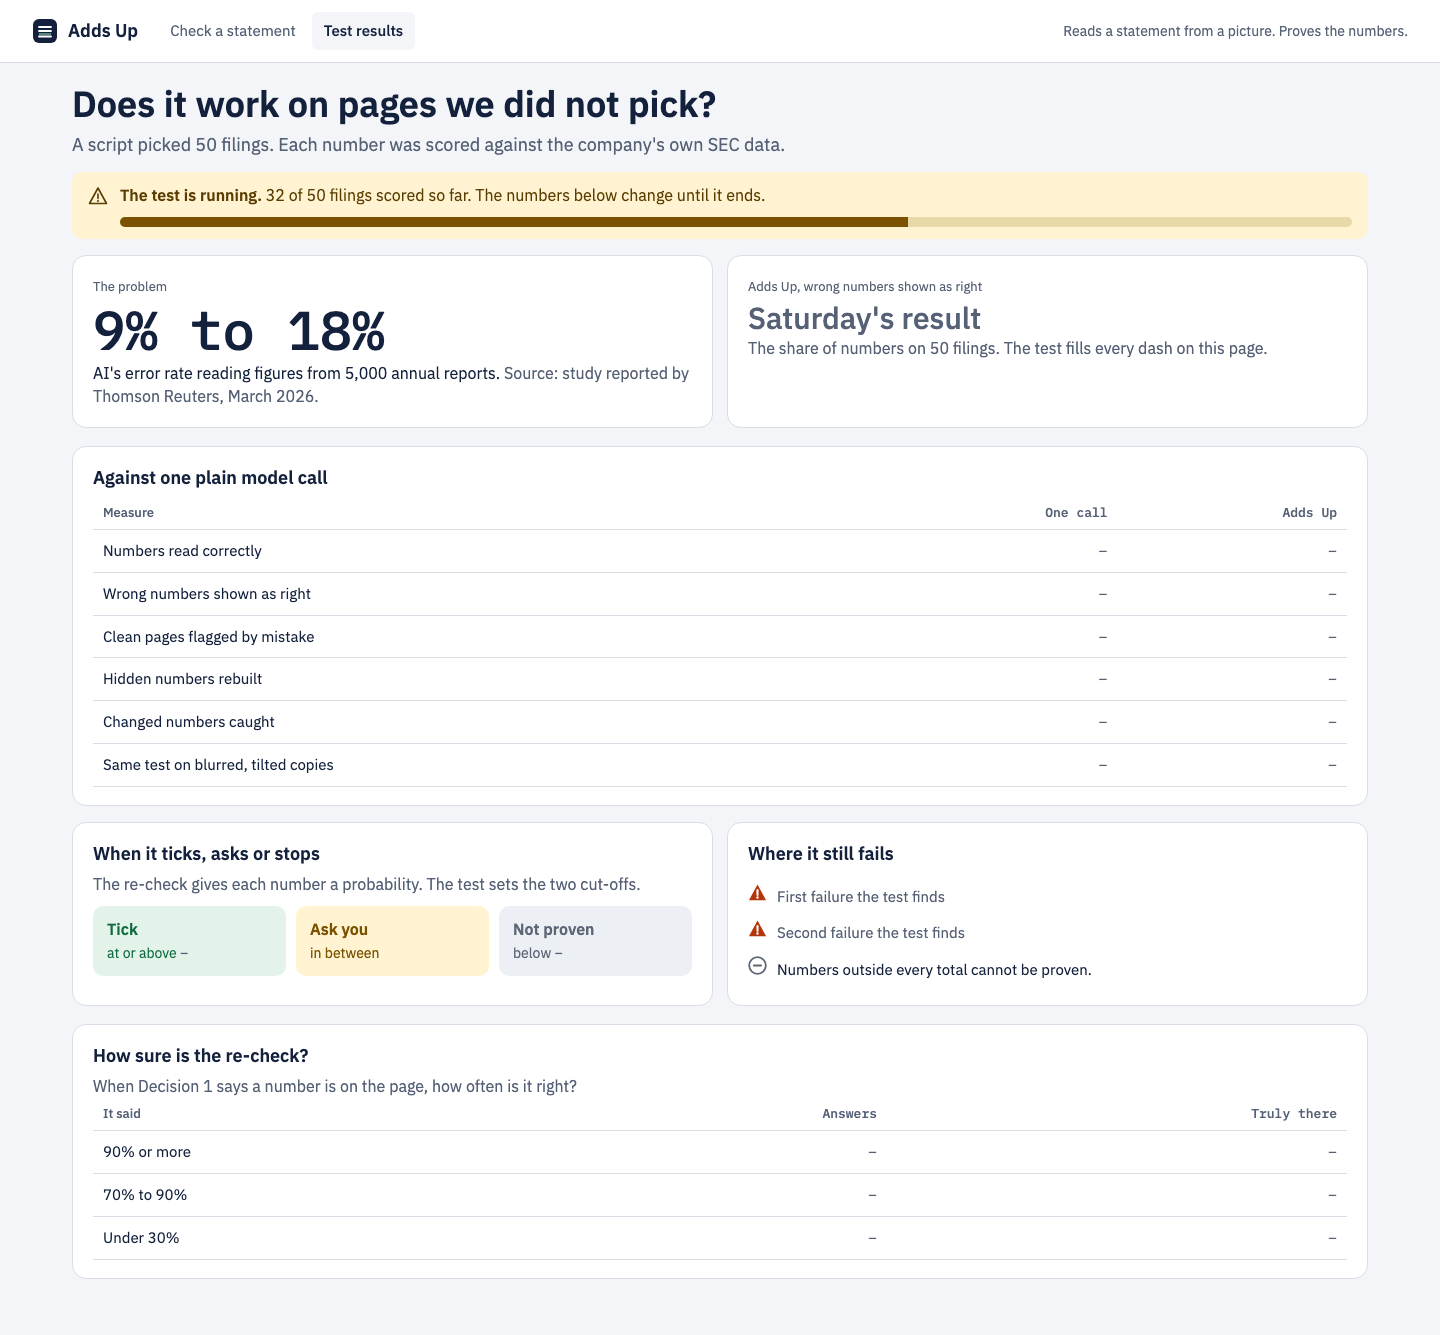 Adds Up
Check a statement
Test results
Reads a statement from a picture. Proves the numbers.
Does it work on pages we did not pick?
A script picked 50 filings. Each number was scored against the company's own SEC data.
The test is running. 32 of 50 filings scored so far. The numbers below change until it ends.
The problem
9% to 18%
AI's error rate reading figures from 5,000 annual reports. Source: study reported by
Thomson Reuters, March 2026.
Adds Up, wrong numbers shown as right
Saturday's result
The share of numbers on 50 filings. The test fills every dash on this page.
Against one plain model call
Measure One call Adds Up
Numbers read correctly – –
Wrong numbers shown as right – –
Clean pages flagged by mistake – –
Hidden numbers rebuilt – –
Changed numbers caught – –
Same test on blurred, tilted copies – –
When it ticks, asks or stops
The re-check gives each number a probability. The test sets the two cut-offs.
Tick
at or above –
Ask you
in between
Not proven
below –
Where it still fails
First failure the test finds
Second failure the test finds
Numbers outside every total cannot be proven.
How sure is the re-check?
When Decision 1 says a number is on the page, how often is it right?
It said Answers Truly there
90% or more – –
70% to 90% – –
Under 30% – –